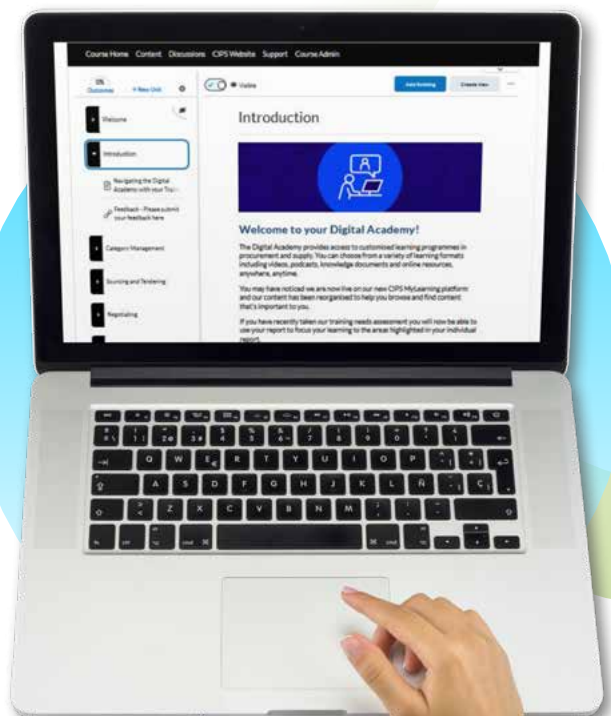 Course Home Content Discussions CIPS Website Support Course Admin
Outcomes + New Unit
Visible
Add Existing Create New
Welcome
Introduction
Navigating the Digital
Academy with your Trai
Feedback - Please submit
your feedback here
Category Management
Sourcing and Tendering
Negotiating
Introduction
Welcome to your Digital Academy!
The Digital Academy provides access to customised learning programmes in
procurement and supply. You can choose from a variety of learning formats
including videos, podcasts, knowledge documents and online resources,
anywhere, anytime.
You may have noticed we are now live on our new CIPS MyLearning platform
and our content has been reorganised to help you browse and find content
that's important to you.
If you have recently taken our training needs assessment you will now be able to
use your report to focus your learning to the areas highlighted in your individual
report.
Q W E R T Y U I O P
A S D F G H J K L Ñ
Z X C V B N M